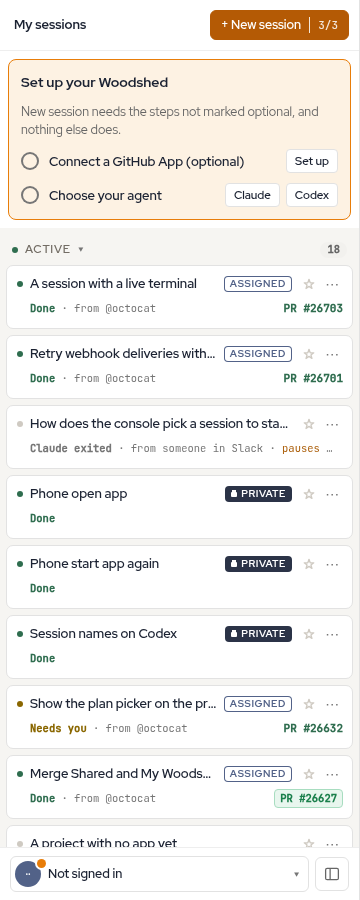 My sessions
+ New session 3/3
Set up your Woodshed
New session needs the steps not marked optional, and
nothing else does.
Connect a GitHub App (optional) Set up
Choose your agent Claude Codex
ACTIVE ▾ 18
A session with a live terminal ASSIGNED ☆ ···
Done · from @octocat PR #26703
Retry webhook deliveries with... ASSIGNED ☆ ···
Done · from @octocat PR #26701
How does the console pick a session to sta... ☆ ···
Claude exited · from someone in Slack · pauses …
Phone open app PRIVATE ☆ ···
Done
Phone start app again PRIVATE ☆ ···
Done
Session names on Codex PRIVATE ☆ ···
Done
Show the plan picker on the pr... ASSIGNED ☆ ···
Needs you · from @octocat PR #26632
Merge Shared and My Woods... ASSIGNED ☆ ···
Done · from @octocat PR #26627
A project with no app yet ☆ ···
Not signed in ▾